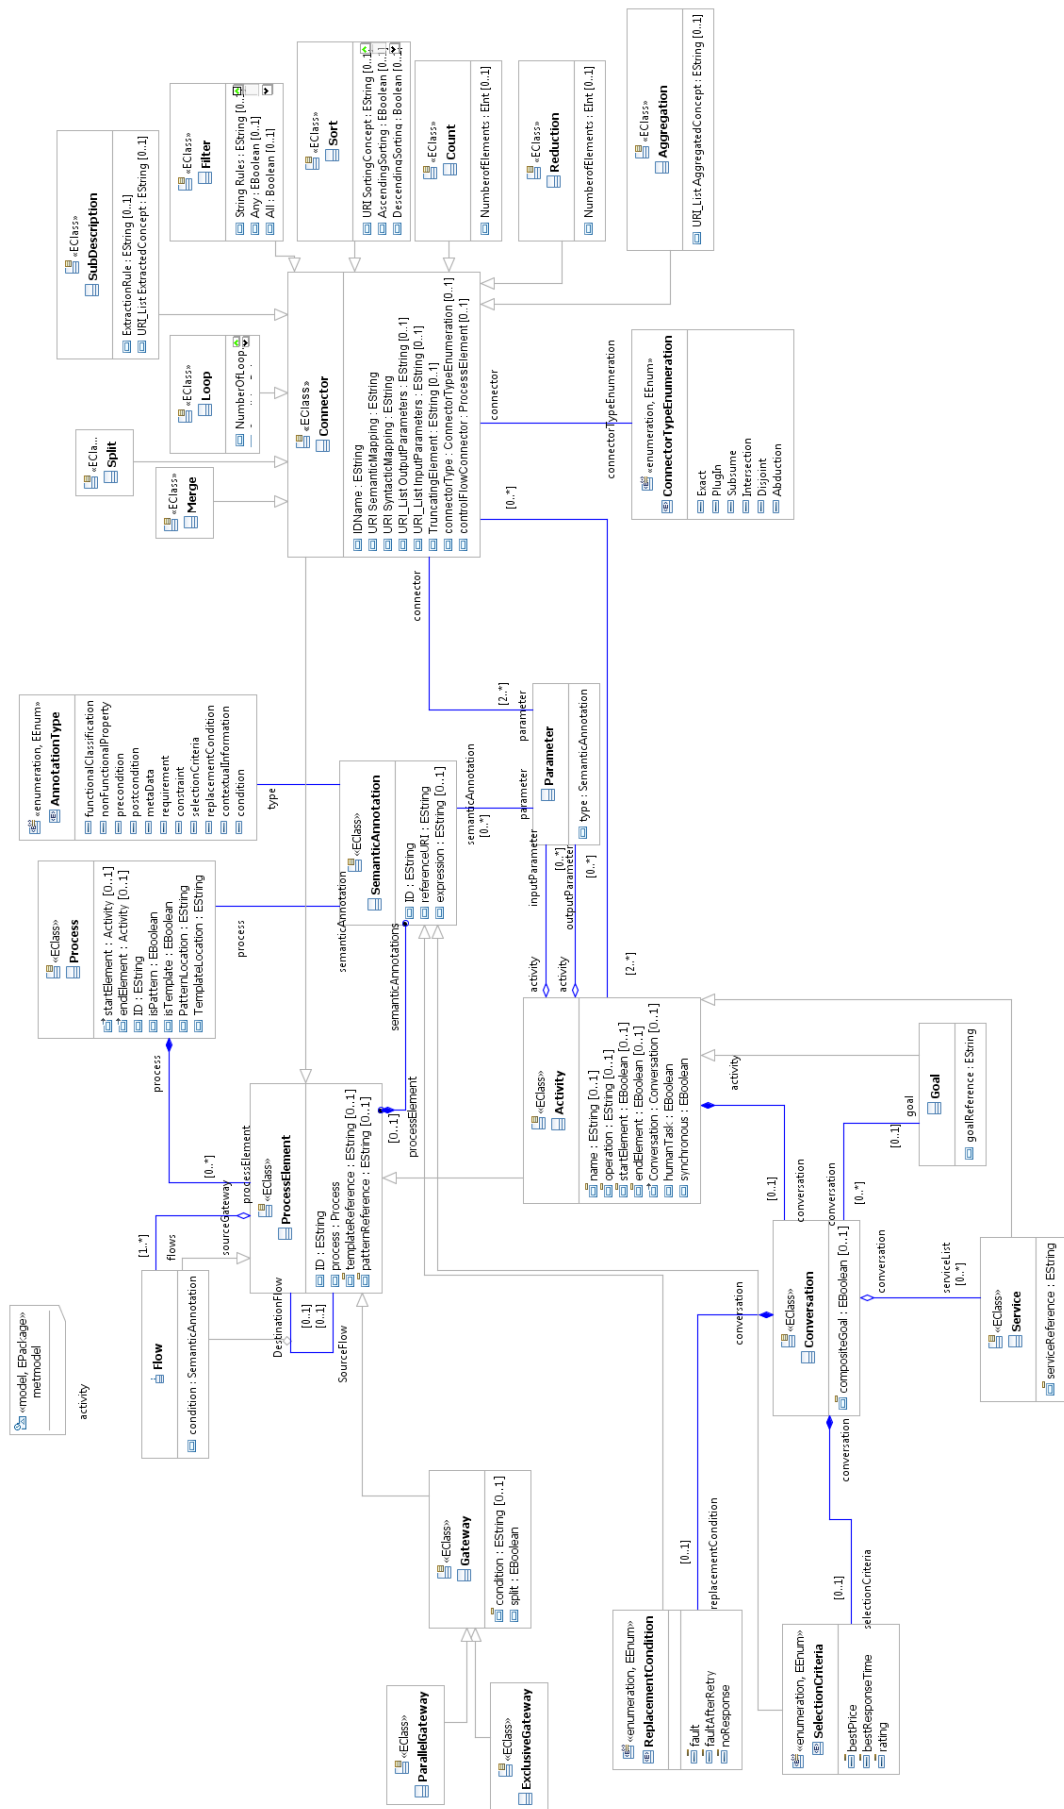 «model, EPackage»
metmodel
activity
Flow
condition : SemanticAnnotation
[1..*]
flows
sourceGateway
processElement
[0..*]
process
«EClass»
Process
startElement : Activity [0..1]
endElement : Activity [0..1]
ID : EString
isPattern : EBoolean
isTemplate : EBoolean
PatternLocation : EString
TemplateLocation : EString
process
semanticAnnotation
«enumeration, EEnum»
AnnotationType
functionalClassification
nonFunctionalProperty
precondition
postcondition
metaData
requirement
constraint
selectionCriteria
replacementCondition
contextualInformation
condition
type
«EClass»
ProcessElement
ID : EString
process : Process
templateReference : EString [0..1]
patternReference : EString [0..1]
DestinationFlow
[0..1]
[0..1]
SourceFlow
[0..1]
processElement
semanticAnnotations
«EClass»
SemanticAnnotation
ID : EString
referenceURI : EString
expression : EString [0..1]
semanticAnnotation
[0..*]
parameter
parameter
[2..*]
connector
«EClass»
Parameter
type : SemanticAnnotation
inputParameter
[0..*]
outputParameter
[0..*]
activity
activity
[2..*]
«EClass»
Merge
«ECla...
Split
«EClass»
Loop
NumberOfLoop...
«EClass»
SubDescription
ExtractionRule : EString [0..1]
URI_List ExtractedConcept : EString [0..1]
«EClass»
Filter
String Rules : EString [0..1]
Any : EBoolean [0..1]
All : Boolean [0..1]
«EClass»
Sort
URI SortingConcept : EString [0..1]
AscendingSorting : EBoolean [0..1]
DescendingSorting : Boolean [0..1]
«EClass»
Count
NumberofElements : EInt [0..1]
«EClass»
Reduction
NumberofElements : EInt [0..1]
«EClass»
Aggregation
URI_List AggregatedConcept : EString [0..1]
«EClass»
Connector
IDName : EString
URI SemanticMapping : EString
URI SyntacticMapping : EString
URI_List OutputParameters : EString [0..1]
URI_List InputParameters : EString [0..1]
TruncatingElement : EString [0..1]
connectorType : ConnectorTypeEnumeration [0..1]
controlFlowConnector : ProcessElement [0..1]
[0..*]
connector
connectorTypeEnumeration
«enumeration, EEnum»
ConnectorTypeEnumeration
Exact
PlugIn
Subsume
Intersection
Disjoint
Abduction
«EClass»
Gateway
condition : EString [0..1]
split : EBoolean
«EClass»
ParallelGateway
«EClass»
ExclusiveGateway
«EClass»
Activity
name : EString [0..1]
operation : EString [0..1]
startElement : EBoolean [0..1]
endElement : EBoolean [0..1]
Conversation : Conversation [0..1]
humanTask : EBoolean
synchronous : EBoolean
activity
[0..1]
conversation
«EClass»
Goal
goalReference : EString
goal
[0..1]
conversation
[0..*]
«EClass»
Conversation
compositeGoal : EBoolean [0..1]
conversation
serviceList
[0..*]
«EClass»
Service
serviceReference : EString
conversation
[0..1]
replacementCondition
«enumeration, EEnum»
ReplacementCondition
fault
faultAfterRetry
noResponse
conversation
[0..1]
selectionCriteria
«enumeration, EEnum»
SelectionCriteria
bestPrice
bestResponseTime
rating